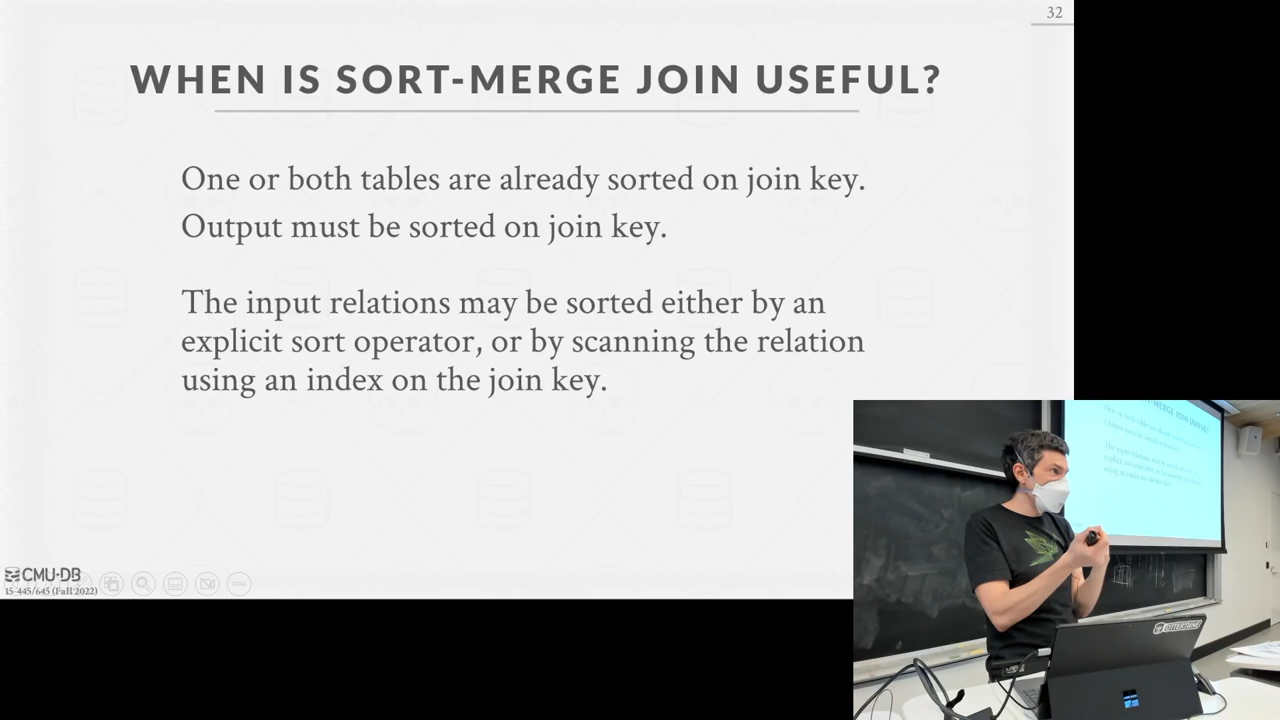 32
WHEN IS SORT-MERGE JOIN USEFUL?
One or both tables are already sorted on join key.
Output must be sorted on join key.
The input relations may be sorted either by an
explicit sort operator, or by scanning the relation
using an index on the join key.
CMU·DB
15-445/645 (Fall 2022)
OTTERTUNE